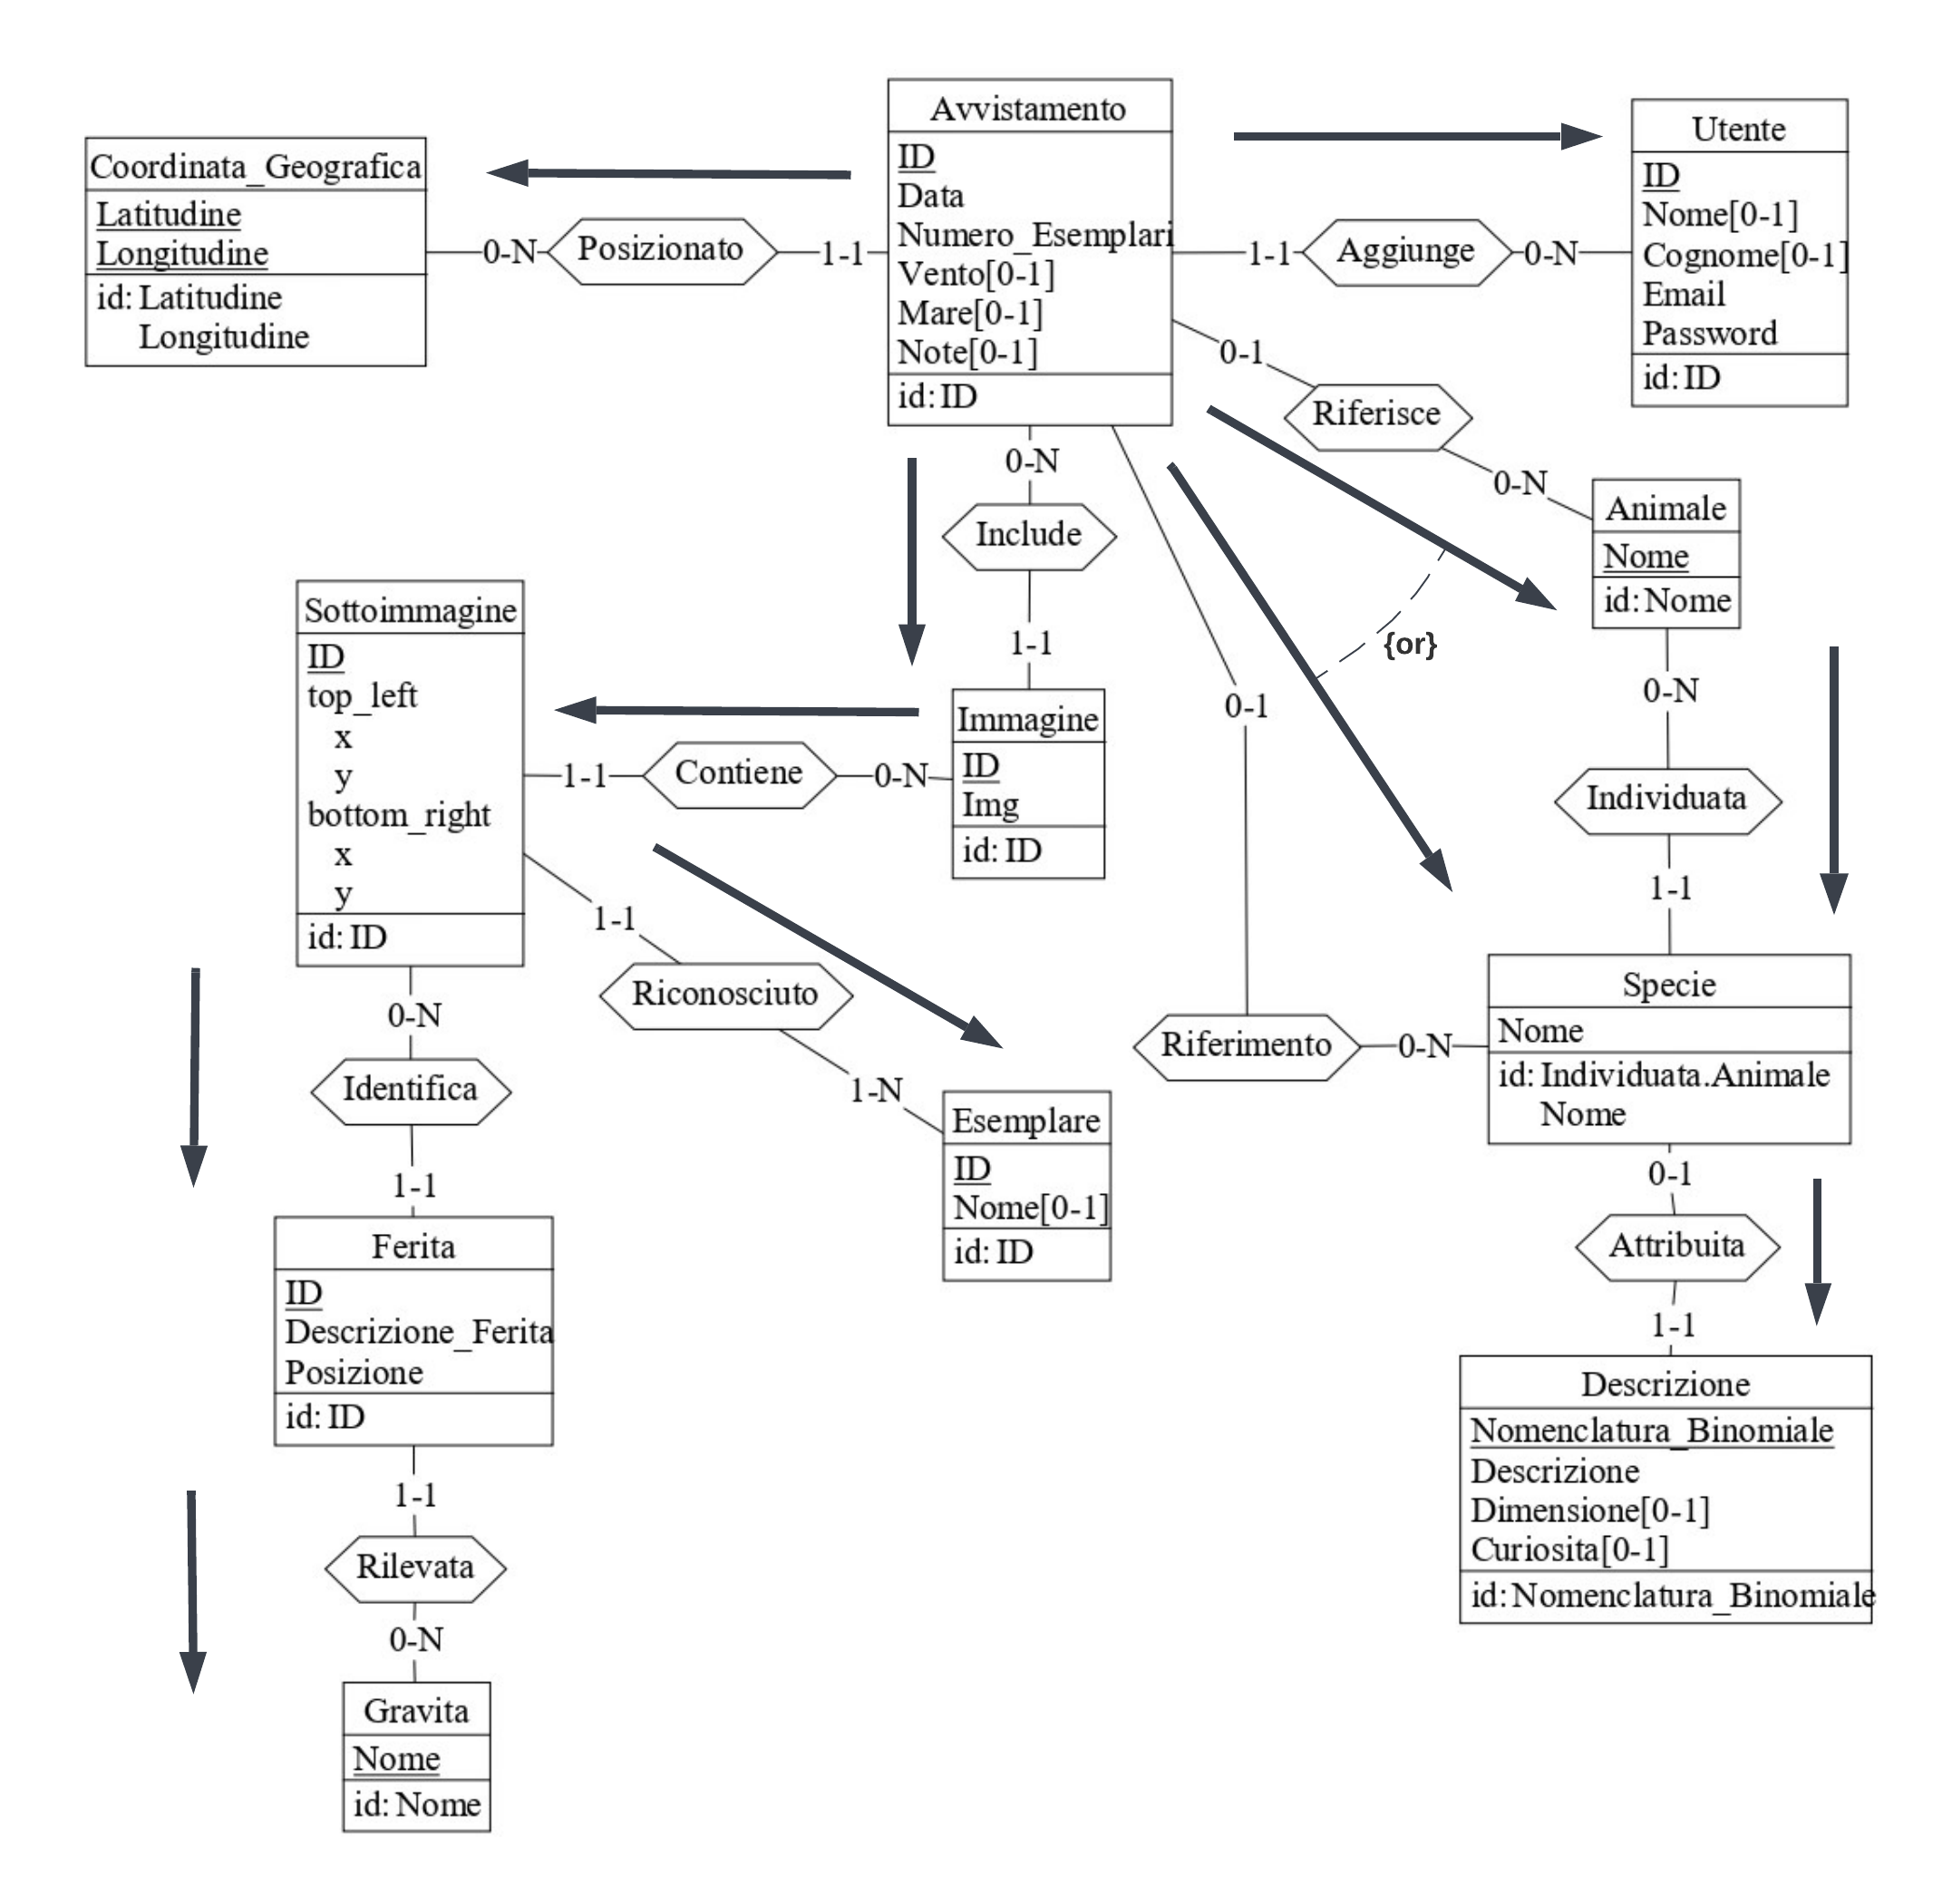 Avvistamento
ID
Data
Numero_Esemplari
Vento[0-1]
Mare[0-1]
Note[0-1]
id: ID
Utente
ID
Nome[0-1]
Cognome[0-1]
Email
Password
id: ID
Coordinata_Geografica
Latitudine
Longitudine
id: Latitudine
Longitudine
0-N
Posizionato
1-1
1-1
Aggiunge
0-N
0-1
Riferisce
0-N
Animale
Nome
id: Nome
0-N
Include
1-1
{or}
Sottoimmagine
ID
top_left
x
y
bottom_right
x
y
id: ID
1-1
Contiene
0-N
Immagine
ID
Img
id: ID
0-1
0-N
Individuata
1-1
1-1
Riconosciuto
1-N
Riferimento
0-N
Specie
Nome
id: Individuata.Animale
Nome
0-N
Identifica
1-1
Esemplare
ID
Nome[0-1]
id: ID
0-1
Attribuita
1-1
Ferita
ID
Descrizione_Ferita
Posizione
id: ID
Descrizione
Nomenclatura_Binomiale
Descrizione
Dimensione[0-1]
Curiosita[0-1]
id: Nomenclatura_Binomiale
1-1
Rilevata
0-N
Gravita
Nome
id: Nome